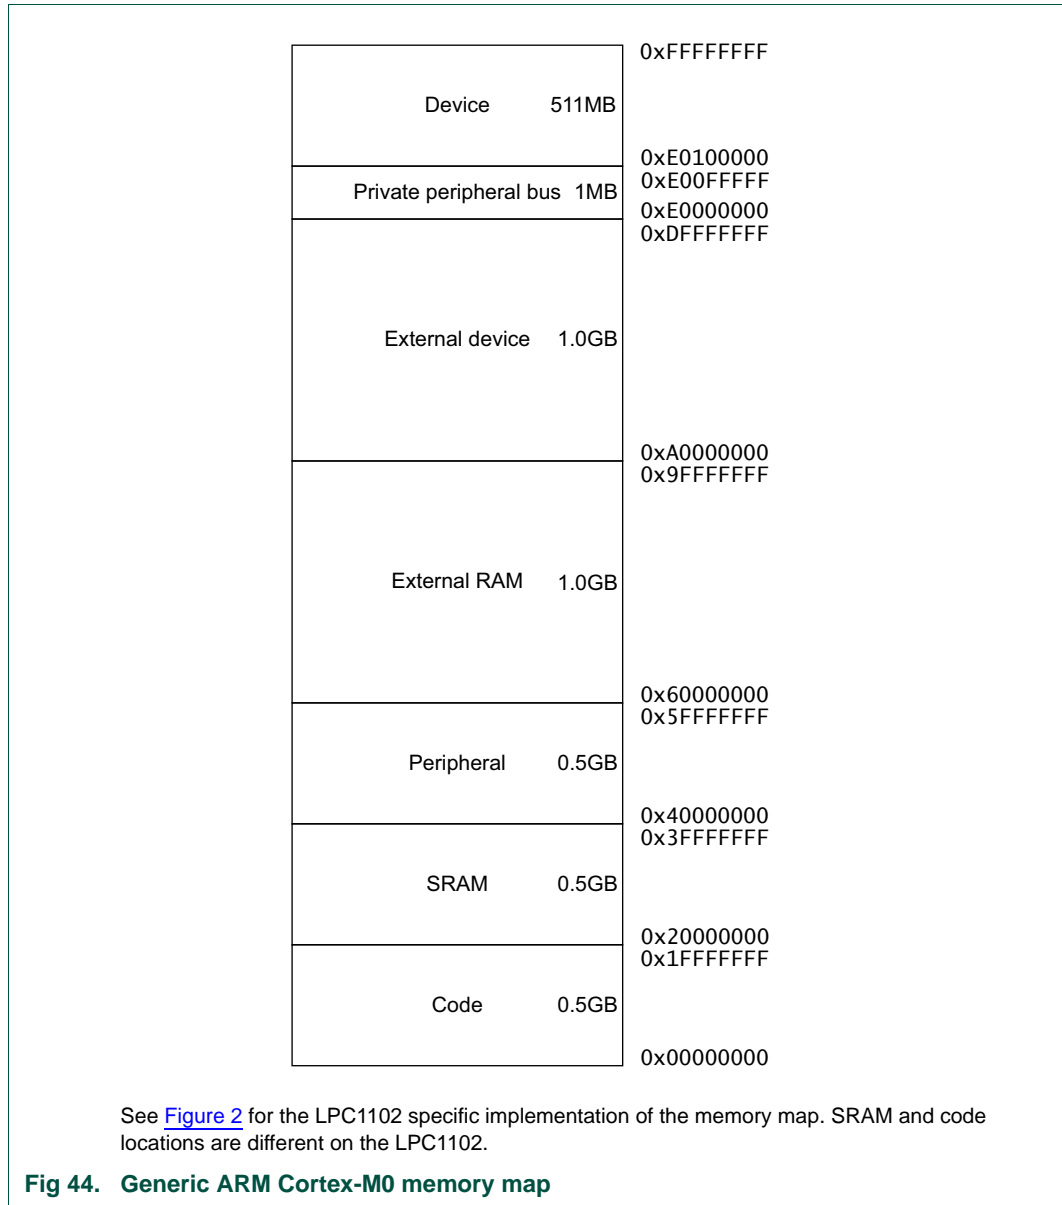 0xFFFFFFFF
Device 511MB
0xE0100000
0xE00FFFFF
Private peripheral bus 1MB
0xE0000000
0xDFFFFFFF
External device 1.0GB
0xA0000000
0x9FFFFFFF
External RAM 1.0GB
0x60000000
0x5FFFFFFF
Peripheral 0.5GB
0x40000000
0x3FFFFFFF
SRAM 0.5GB
0x20000000
0x1FFFFFFF
Code 0.5GB
0x00000000
See Figure 2 for the LPC1102 specific implementation of the memory map. SRAM and code
locations are different on the LPC1102.
Fig 44. Generic ARM Cortex-M0 memory map